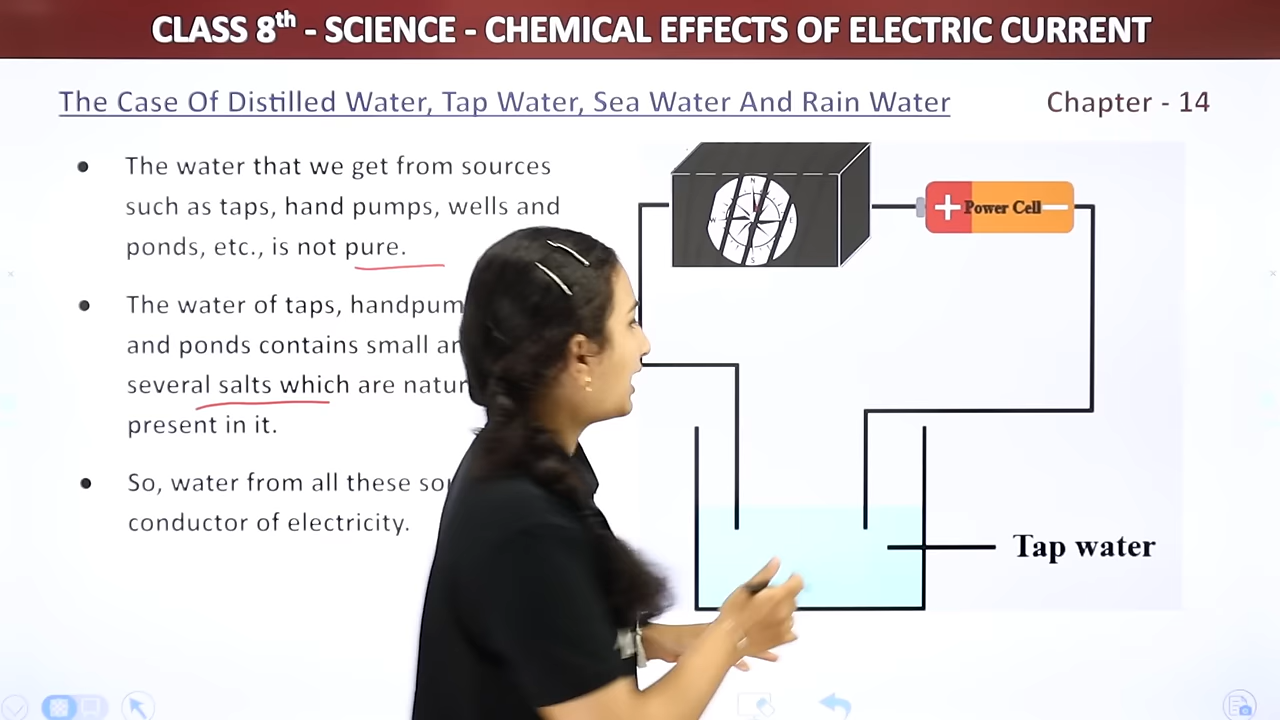 CLASS 8th - SCIENCE - CHEMICAL EFFECTS OF ELECTRIC CURRENT
The Case Of Distilled Water, Tap Water, Sea Water And Rain Water
Chapter - 14
• The water that we get from sources
such as taps, hand pumps, wells and
ponds, etc., is not pure.
• The water of taps, handpum
and ponds contains small
several salts which are natur
present in it.
• So, water from all these
conductor of electricity.
N
W E
S
+ Power Cell −
Tap water